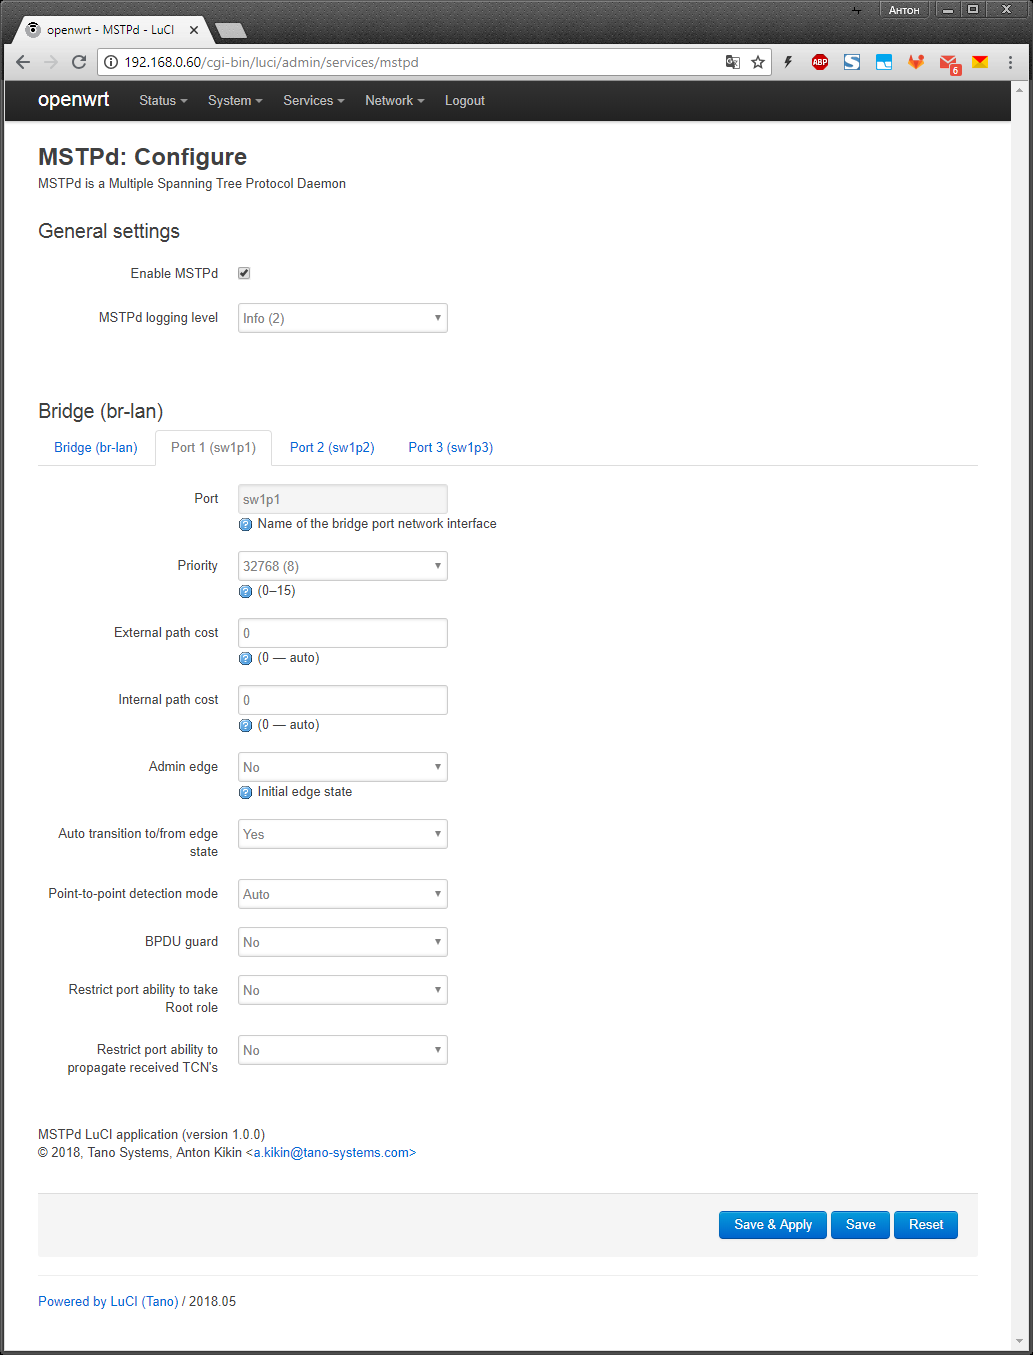 Антон
openwrt - MSTPd - LuCI
192.168.0.60/cgi-bin/luci/admin/services/mstpd
ABP
S
6
openwrt Status System Services Network Logout
MSTPd: Configure
MSTPd is a Multiple Spanning Tree Protocol Daemon
General settings
Enable MSTPd
MSTPd logging level Info (2)
Bridge (br-lan)
Bridge (br-lan) Port 1 (sw1p1) Port 2 (sw1p2) Port 3 (sw1p3)
Port sw1p1
Name of the bridge port network interface
Priority 32768 (8)
(0–15)
External path cost 0
(0 — auto)
Internal path cost 0
(0 — auto)
Admin edge No
Initial edge state
Auto transition to/from edge
state
Yes
Point-to-point detection mode Auto
BPDU guard No
Restrict port ability to take
Root role
No
Restrict port ability to
propagate received TCN's
No
MSTPd LuCI application (version 1.0.0)
© 2018, Tano Systems, Anton Kikin <a.kikin@tano-systems.com>
Save & Apply Save Reset
Powered by LuCI (Tano) / 2018.05